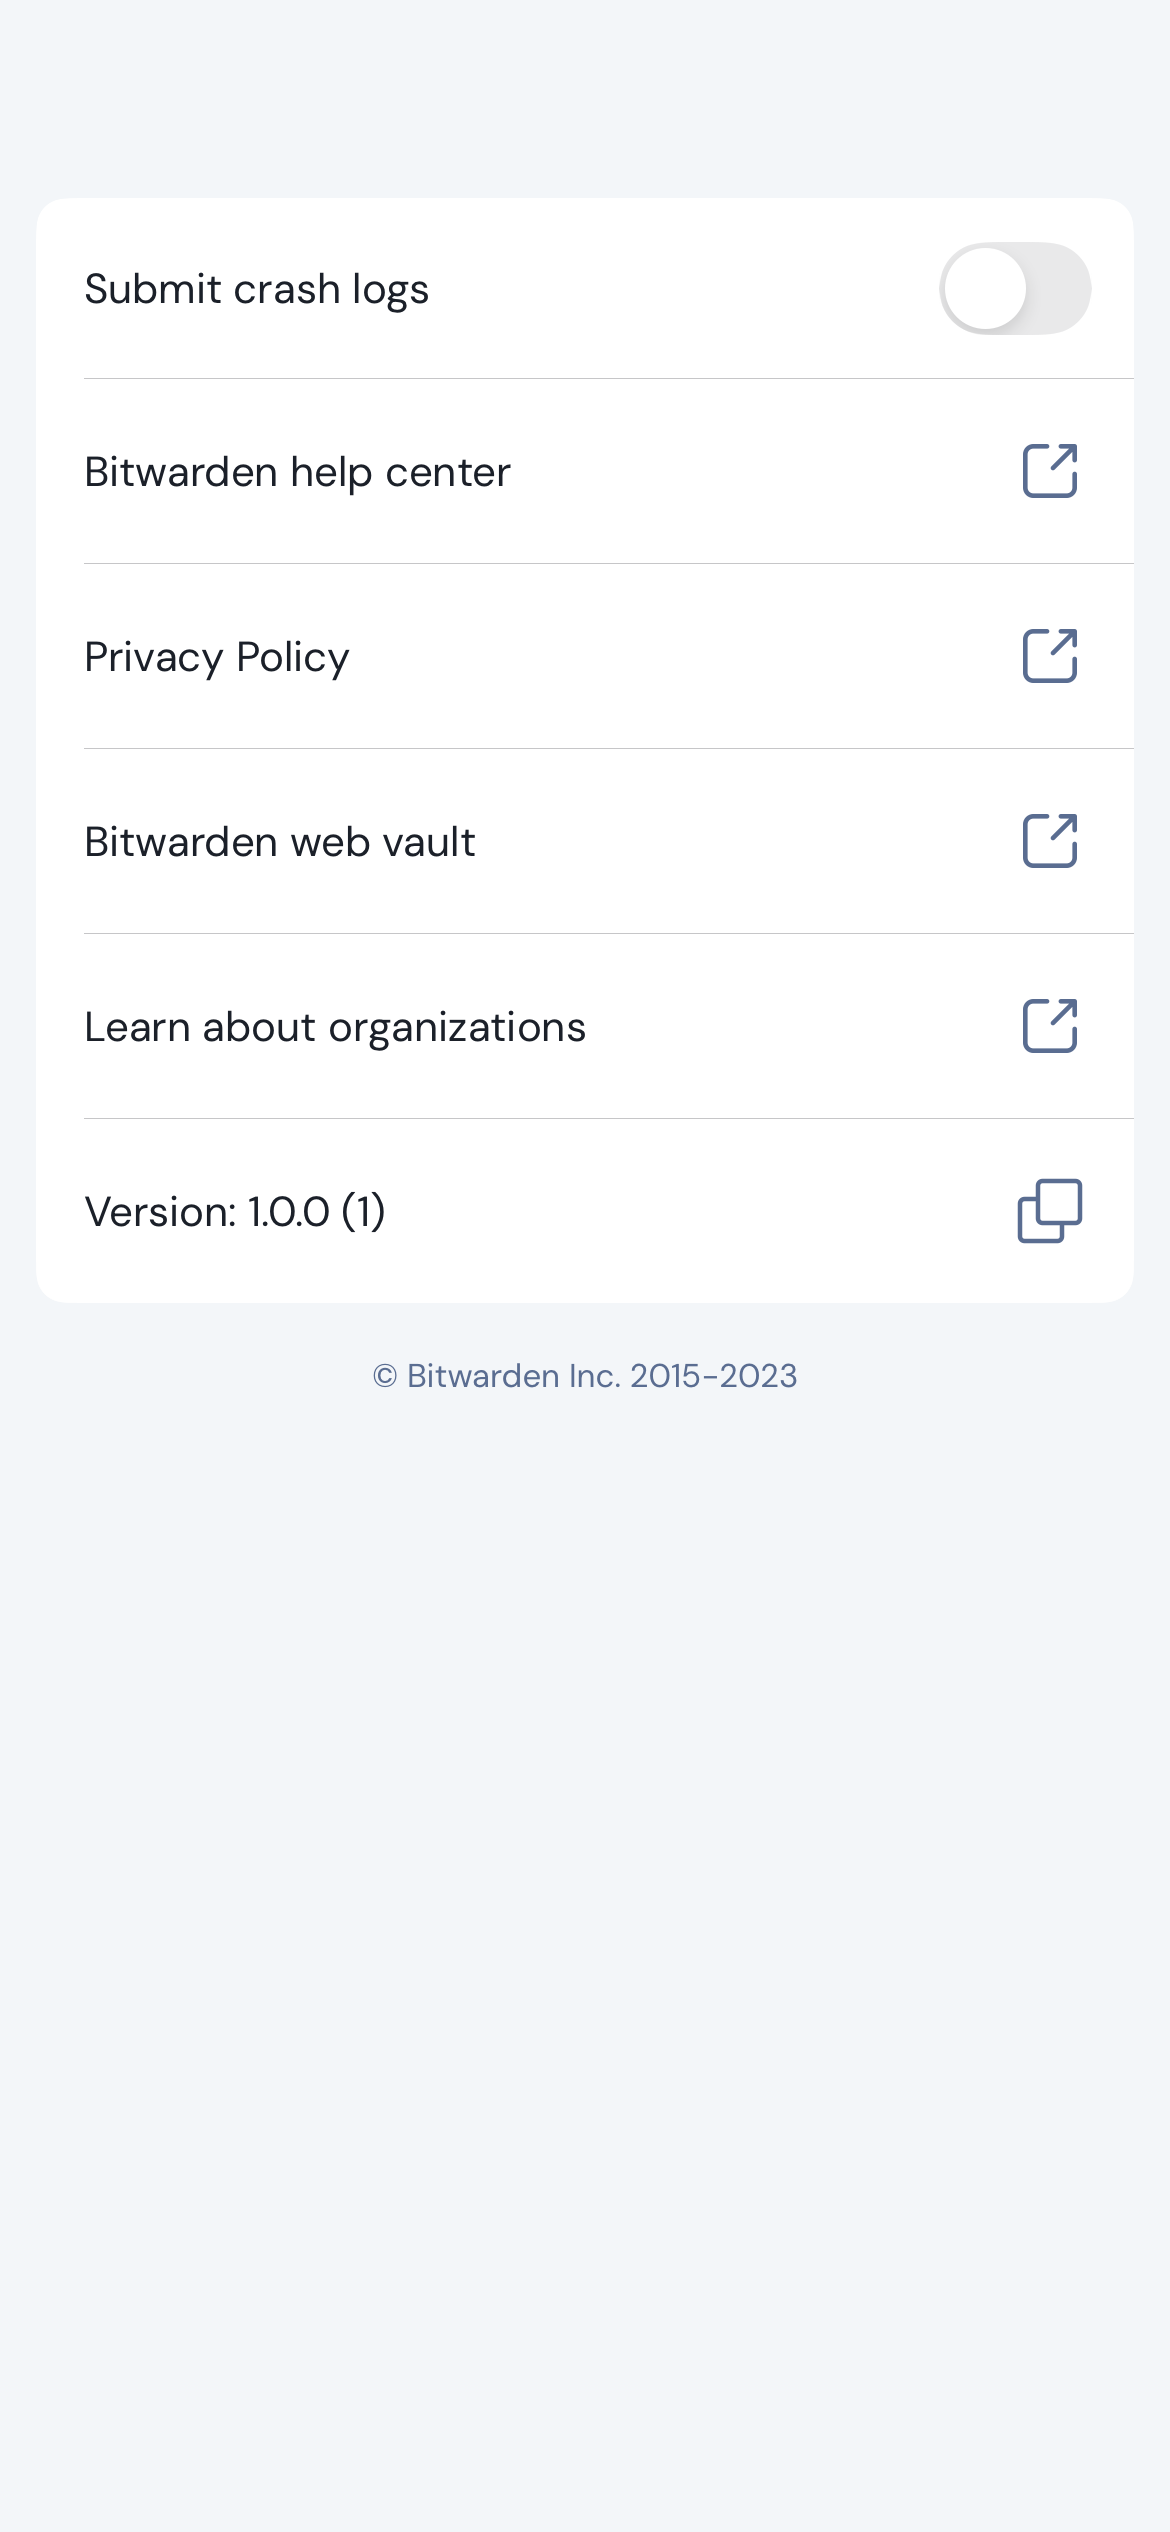 Submit crash logs
Bitwarden help center
Privacy Policy
Bitwarden web vault
Learn about organizations
Version: 1.0.0 (1)
© Bitwarden Inc. 2015-2023